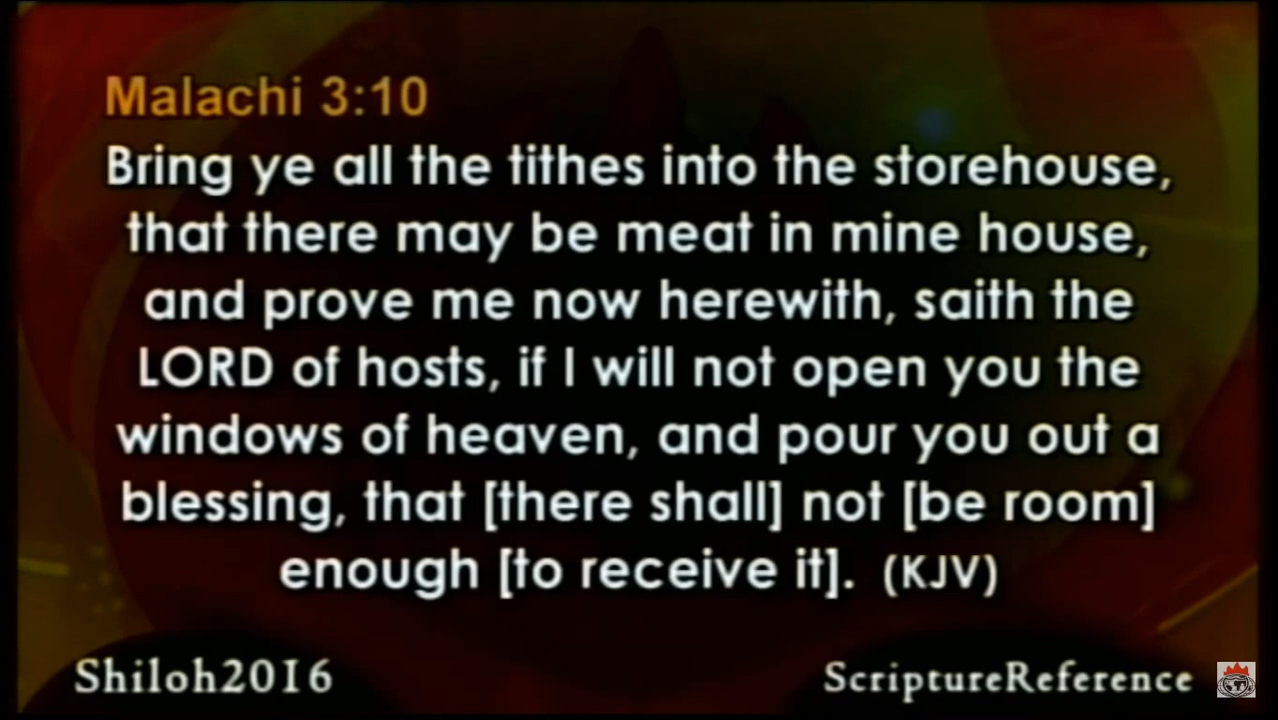 Malachi 3:10
Bring ye all the tithes into the storehouse,
that there may be meat in mine house,
and prove me now herewith, saith the
LORD of hosts, if I will not open you the
windows of heaven, and pour you out a
blessing, that [there shall] not [be room]
enough [to receive it]. (KJV)
Shiloh2016
ScriptureReference